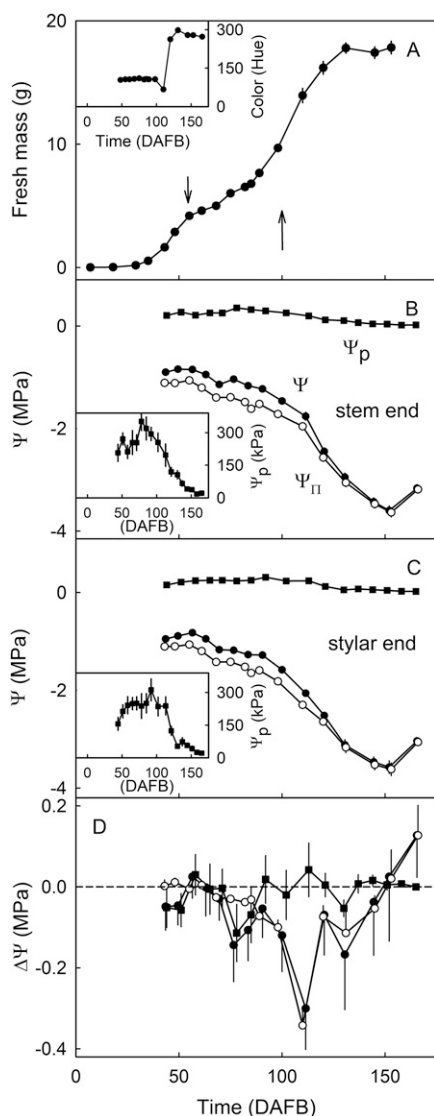 20
10
0
Fresh mass (g)
A
300
150
0
Color (Hue)
0 50 100 150
Time (DAFB)
B
0
-2
-4
Ψ (MPa)
Ψp
Ψ
ΨΠ
stem end
300
150
0
Ψp (kPa)
0 50 100 150
(DAFB)
C
0
-2
-4
Ψ (MPa)
stylar end
300
150
0
Ψp (kPa)
0 50 100 150
(DAFB)
D
0.2
0.0
-0.2
-0.4
ΔΨ (MPa)
0 50 100 150
Time (DAFB)